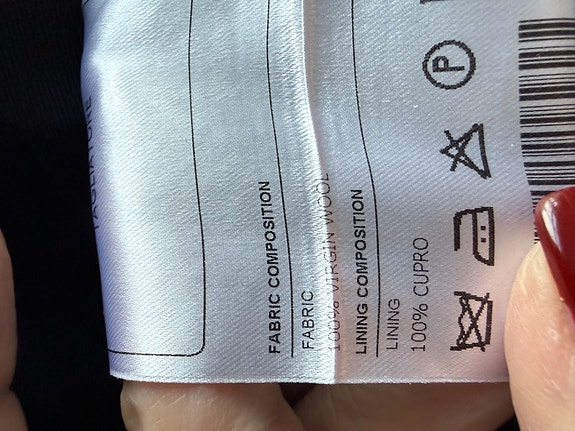 FABRIC COMPOSITION
FABRIC
100% VIRGIN WOOL
LINING COMPOSITION
LINING
100% CUPRO
P